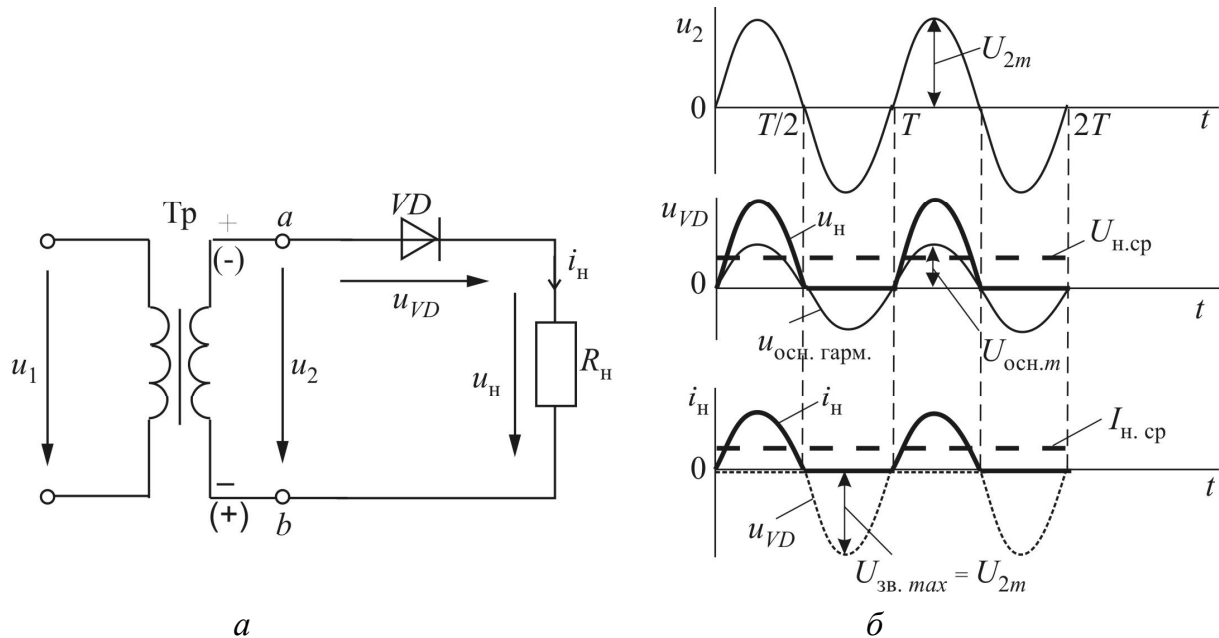 Тр
+
(-)
a
VD
iн
uVD
u1
u2
uн
Rн
−
(+)
b
а
u2
U2m
0
T/2
T
2T
t
uVD
uн
Uн.ср
0
t
uосн. гарм.
Uосн.m
iн
iн
Iн. ср
0
t
uVD
Uзв. max = U2m
б